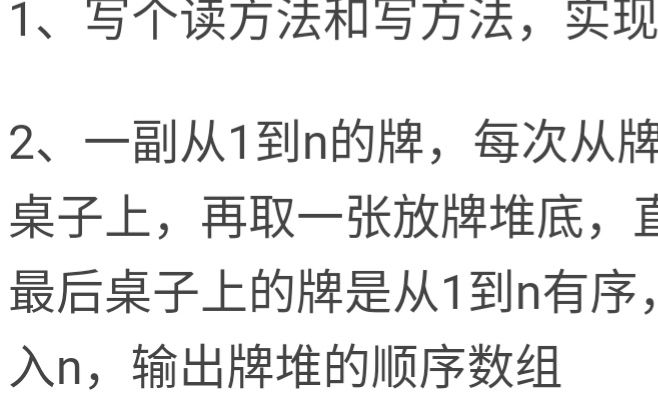 1、写个读方法和写方法，实现
2、一副从1到n的牌，每次从牌
桌子上，再取一张放牌堆底，直
最后桌子上的牌是从1到n有序，
入n，输出牌堆的顺序数组